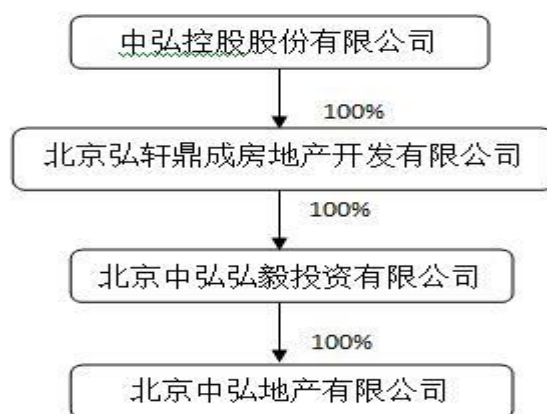 中弘控股股份有限公司
100%
北京弘轩鼎成房地产开发有限公司
100%
北京中弘弘毅投资有限公司
100%
北京中弘地产有限公司